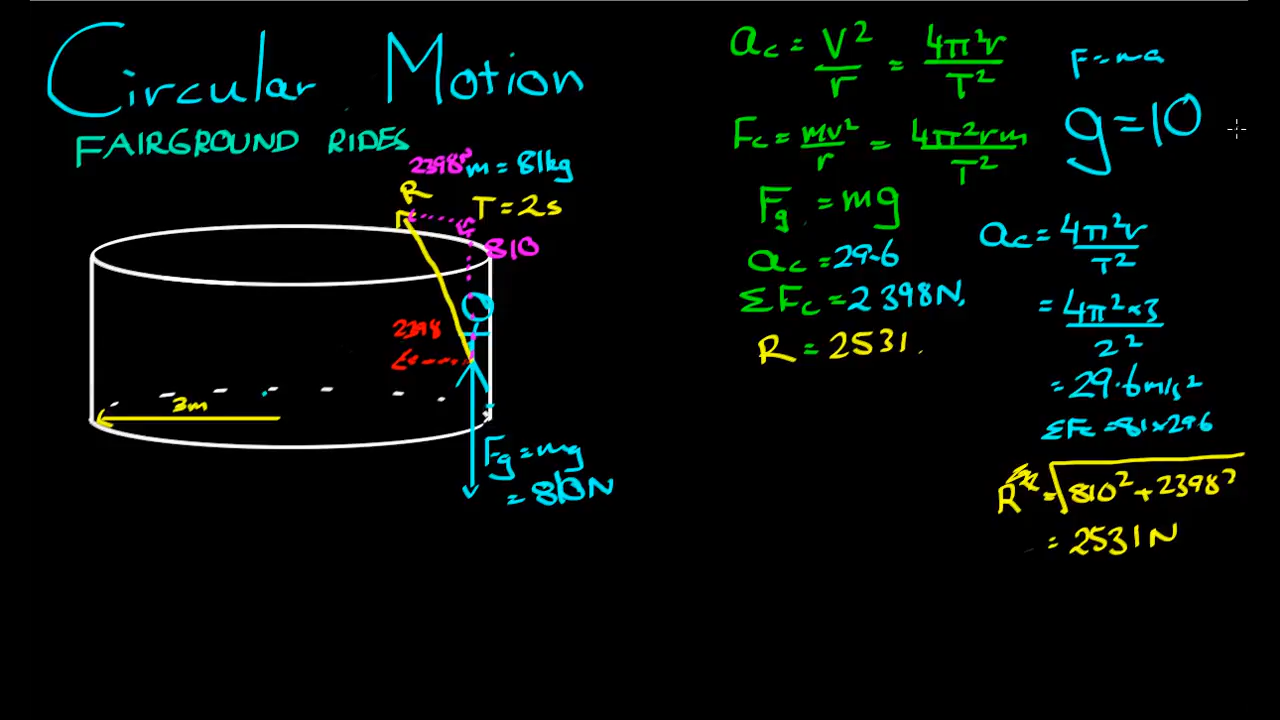 Circular Motion
FAIRGROUND RIDES
2398N
m = 81kg
R
T = 2s
810
2398
3m
Fg = mg
= 810N
ac = V²/r = 4π²r/T²
Fc = mv²/r = 4π²rm/T²
Fg = mg
ac = 29.6
ΣFc = 2398N.
R = 2531.
F = ma
g = 10
ac = 4π²r/T²
= 4π²×3/2²
= 29.6m/s²
ΣFc = 81×29.6
R = √810² + 2398²
= 2531N